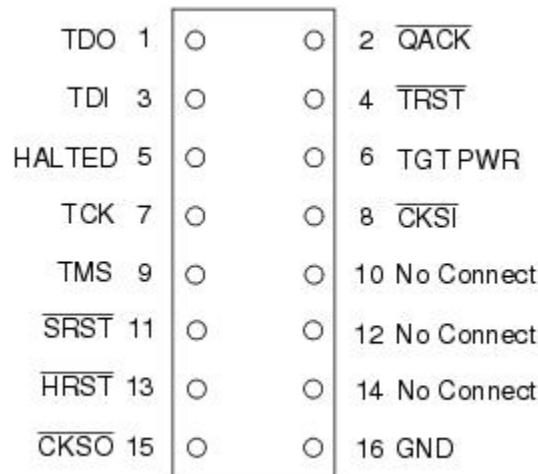 TDO 1 2 QACK
TDI 3 4 TRST
HALTED 5 6 TGT PWR
TCK 7 8 CKSI
TMS 9 10 No Connect
SRST 11 12 No Connect
HRST 13 14 No Connect
CKSO 15 16 GND